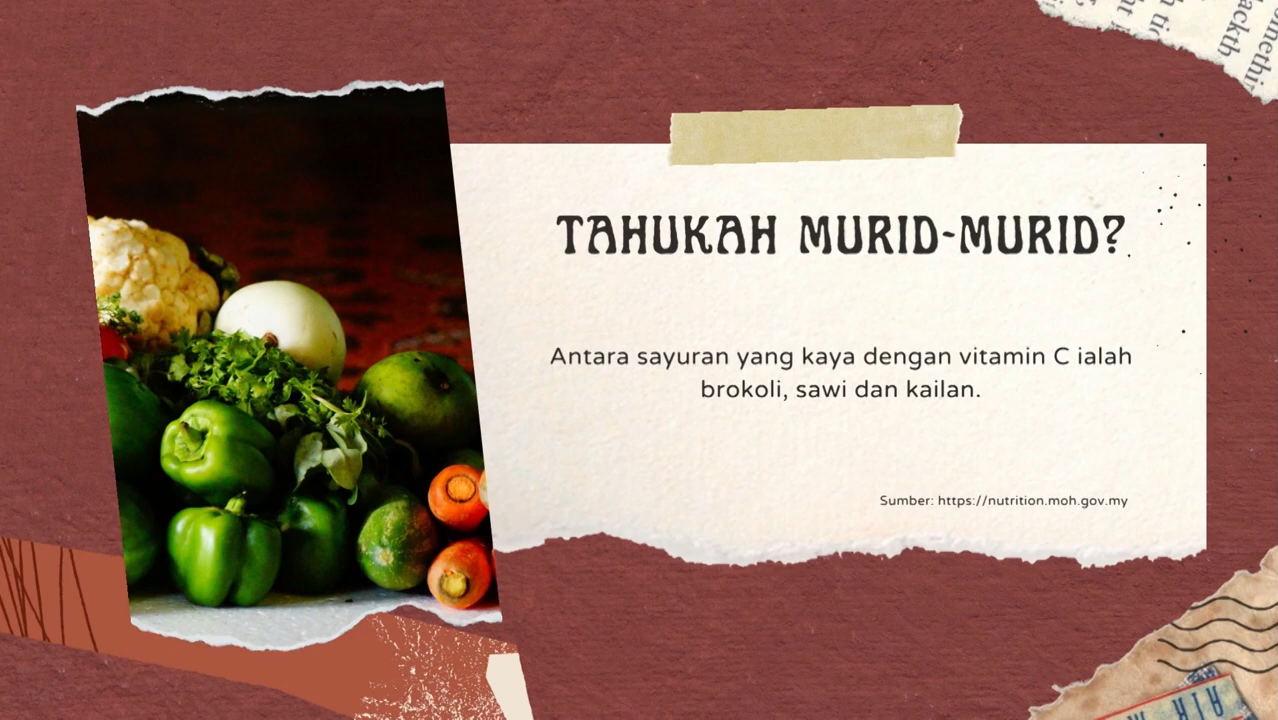 TAHUKAH MURID-MURID?
Antara sayuran yang kaya dengan vitamin C ialah
brokoli, sawi dan kailan.
Sumber: https://nutrition.moh.gov.my